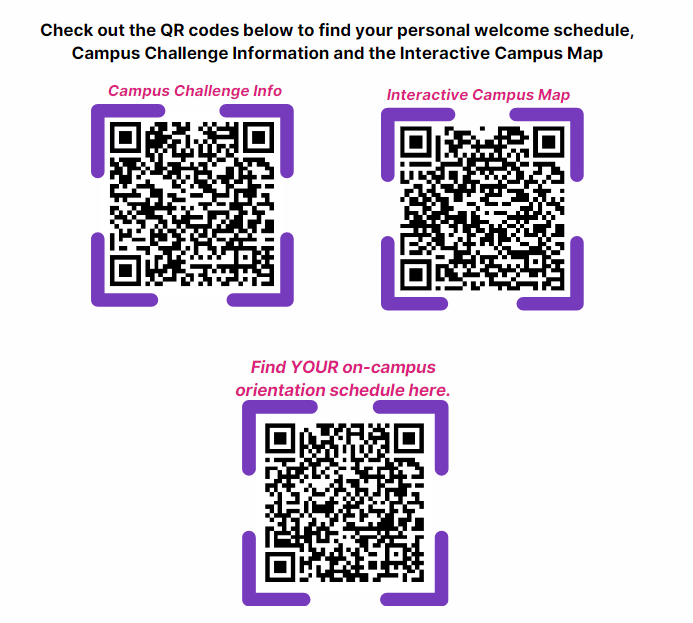 Check out the QR codes below to find your personal welcome schedule,
Campus Challenge Information and the Interactive Campus Map
Campus Challenge Info
Interactive Campus Map
Find YOUR on-campus
orientation schedule here.